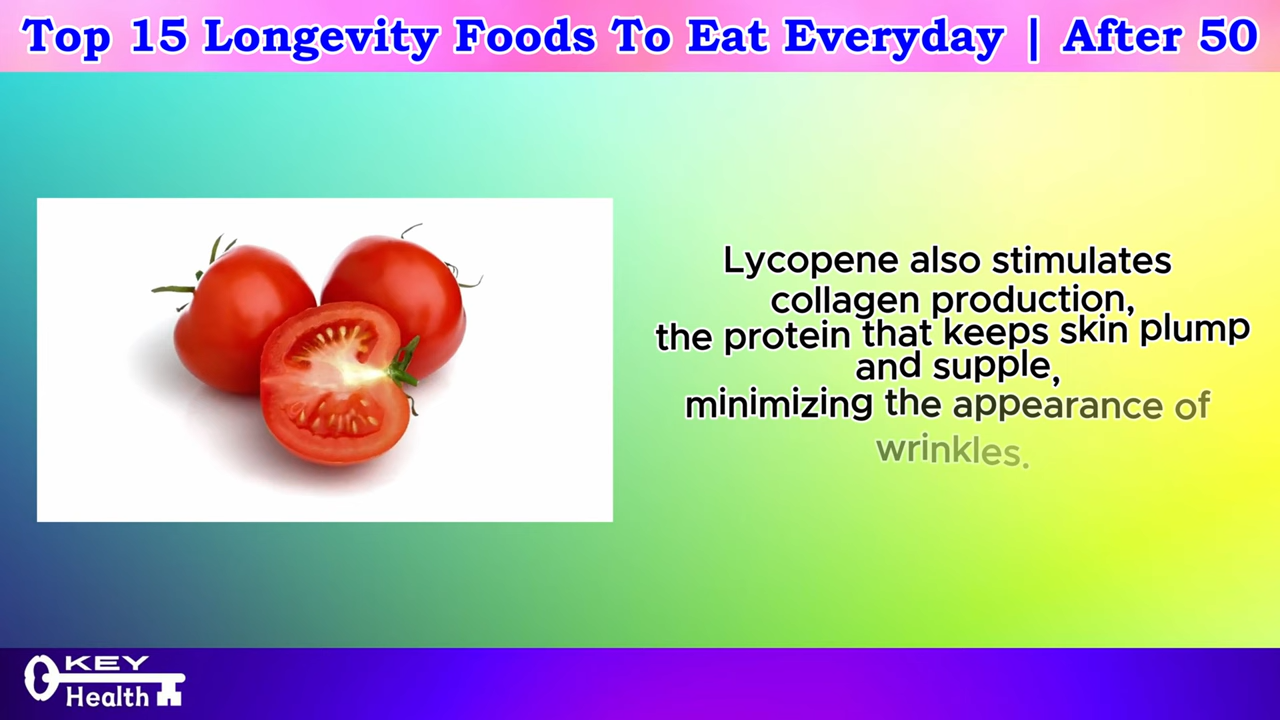 Top 15 Longevity Foods To Eat Everyday | After 50
Lycopene also stimulates
collagen production,
the protein that keeps skin plump
and supple,
minimizing the appearance of
wrinkles.
KEY
Health